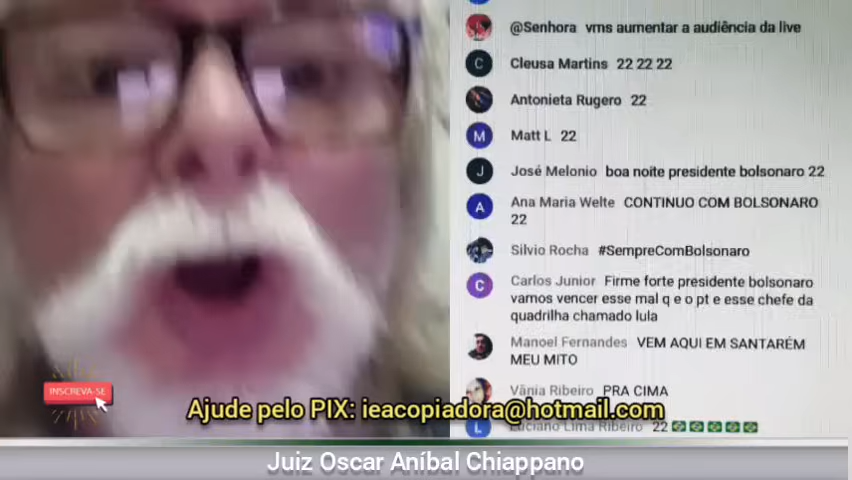 @Senhora vms aumentar a audiência da live
C Cleusa Martins 22 22 22
Antonieta Rugero 22
M Matt L 22
J José Melonio boa noite presidente bolsonaro 22
A Ana Maria Welte CONTINUO COM BOLSONARO
22
Silvio Rocha #SempreComBolsonaro
C Carlos Junior Firme forte presidente bolsonaro
vamos vencer esse mal q e o pt e esse chefe da
quadrilha chamado lula
Manoel Fernandes VEM AQUI EM SANTARÉM
MEU MITO
Vânia Ribeiro PRA CIMA
L Luciano Lima Ribeiro 22 🇧🇷🇧🇷🇧🇷🇧🇷🇧🇷
INSCREVA-SE
Ajude pelo PIX: ieacopiadora@hotmail.com
Juiz Oscar Aníbal Chiappano